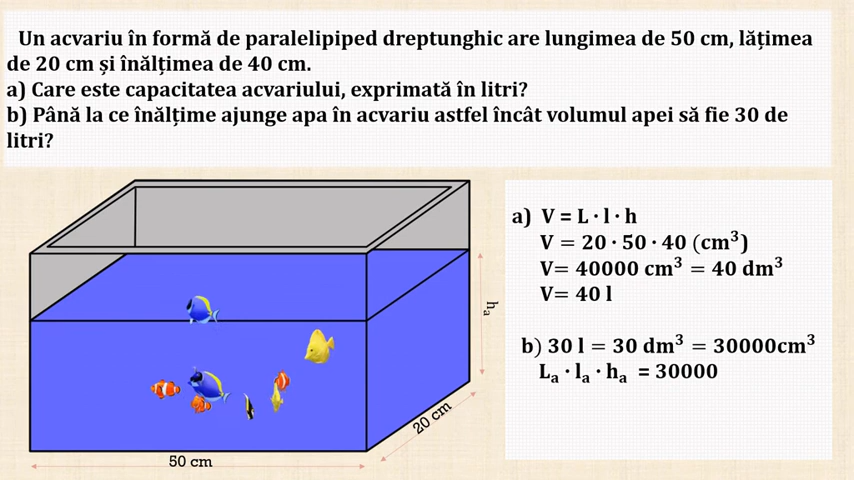 Un acvariu în formă de paralelipiped dreptunghic are lungimea de 50 cm, lățimea
de 20 cm și înălțimea de 40 cm.
a) Care este capacitatea acvariului, exprimată în litri?
b) Până la ce înălțime ajunge apa în acvariu astfel încât volumul apei să fie 30 de
litri?
a) V = L · l · h
V = 20 · 50 · 40 (cm³)
V= 40000 cm³ = 40 dm³
V= 40 l
b) 30 l = 30 dm³ = 30000cm³
Lₐ · lₐ · hₐ = 30000
hₐ
20 cm
50 cm